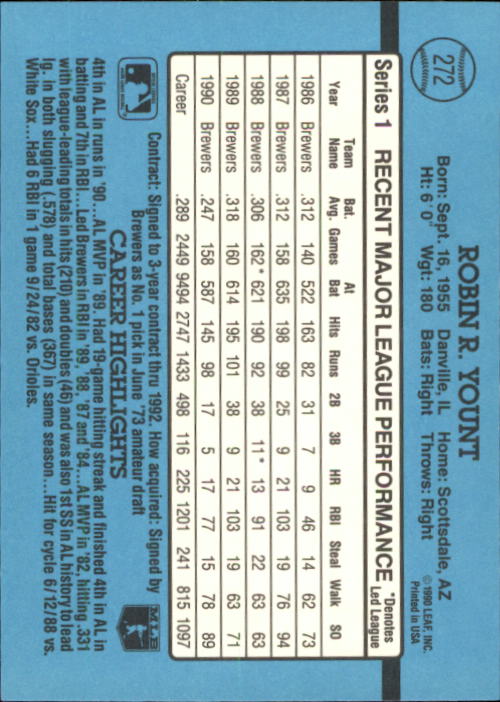 272
ROBIN R. YOUNT
Born: Sept. 16, 1955 Danville, IL Home: Scottsdale, AZ
Ht: 6' 0" Wgt: 180 Bats: Right Throws: Right
© 1990 LEAF, INC.
Printed in USA
Series 1 RECENT MAJOR LEAGUE PERFORMANCE *Denotes Led League
Year Team Name Bat. Avg. Games At Bat Hits Runs 2B 3B HR RBI Steal Walk SO
1986 Brewers .312 140 522 163 82 31 7 9 46 14 62 73
1987 Brewers .312 158 635 198 99 25 9 21 103 19 76 94
1988 Brewers .306 162* 621 190 92 38 11* 13 91 22 63 63
1989 Brewers .318 160 614 195 101 38 9 21 103 19 63 71
1990 Brewers .247 158 587 145 98 17 5 17 77 15 78 89
Career .289 2449 9494 2747 1433 498 116 225 1201 241 815 1097
Contract: Signed to 3-year contract thru 1992. How acquired: Signed by
Brewers as No. 1 pick in June '73 amateur draft
CAREER HIGHLIGHTS
MLB
4th in AL in runs in '90...AL MVP in '89. Had 19-game hitting streak and finished 4th in AL in
batting and 7th in RBI...Led Brewers in RBI in '89, '88, '87 and '84...AL MVP in '82, hitting .331
with league-leading totals in hits (210) and doubles (46) and was also 1st SS in AL history to lead
lg. in both slugging (.578) and total bases (367) in same season...Hit for cycle 6/12/88 vs.
White Sox...Had 6 RBI in 1 game 9/24/82 vs. Orioles.